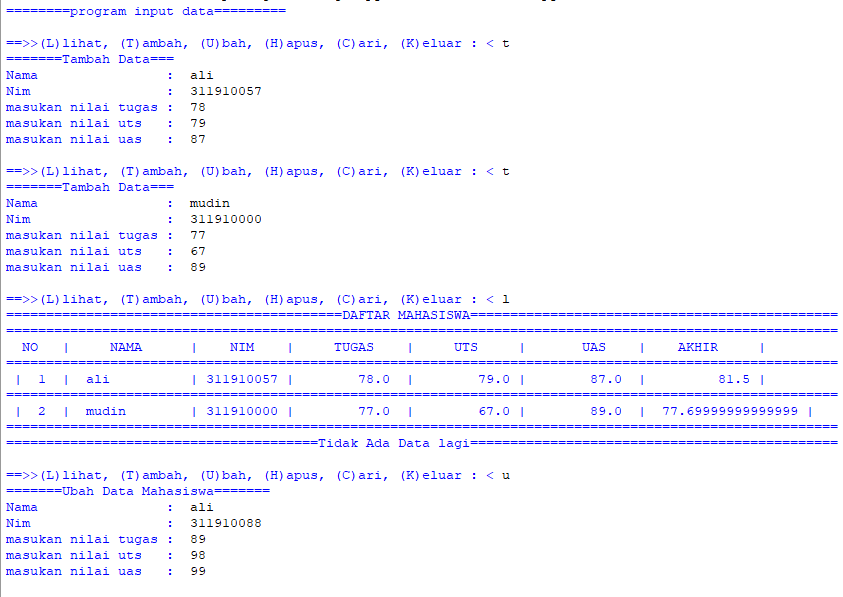 ========program input data=========
==>>(L)lihat, (T)ambah, (U)bah, (H)apus, (C)ari, (K)eluar : < t
=======Tambah Data===
Nama                :  ali
Nim                 :  311910057
masukan nilai tugas :  78
masukan nilai uts   :  79
masukan nilai uas   :  87
==>>(L)lihat, (T)ambah, (U)bah, (H)apus, (C)ari, (K)eluar : < t
=======Tambah Data===
Nama                :  mudin
Nim                 :  311910000
masukan nilai tugas :  77
masukan nilai uts   :  67
masukan nilai uas   :  89
==>>(L)lihat, (T)ambah, (U)bah, (H)apus, (C)ari, (K)eluar : < l
==========================================DAFTAR MAHASISWA==============================================
========================================================================================================
  NO   |     NAMA      |    NIM    |     TUGAS    |     UTS     |       UAS    |    AKHIR     |
========================================================================================================
 |  1  |  ali          | 311910057 |        78.0  |        79.0 |        87.0  |         81.5 |
========================================================================================================
 |  2  |  mudin        | 311910000 |        77.0  |        67.0 |        89.0  |  77.69999999999999 |
========================================================================================================
=======================================Tidak Ada Data lagi==============================================
==>>(L)lihat, (T)ambah, (U)bah, (H)apus, (C)ari, (K)eluar : < u
=======Ubah Data Mahasiswa=======
Nama                :  ali
Nim                 :  311910088
masukan nilai tugas :  89
masukan nilai uts   :  98
masukan nilai uas   :  99